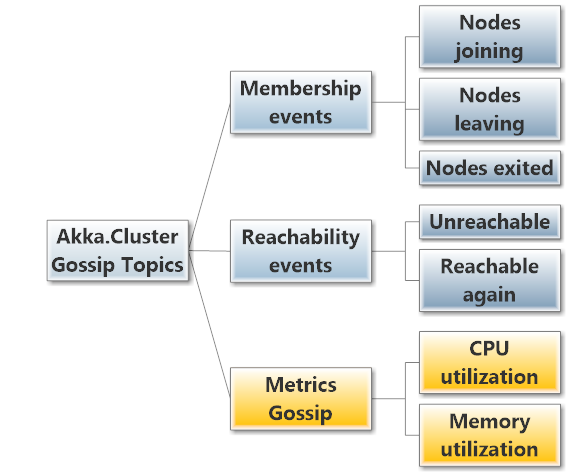 Akka.Cluster
Gossip Topics
Membership
events
Nodes
joining
Nodes
leaving
Nodes exited
Reachability
events
Unreachable
Reachable
again
Metrics
Gossip
CPU
utilization
Memory
utilization